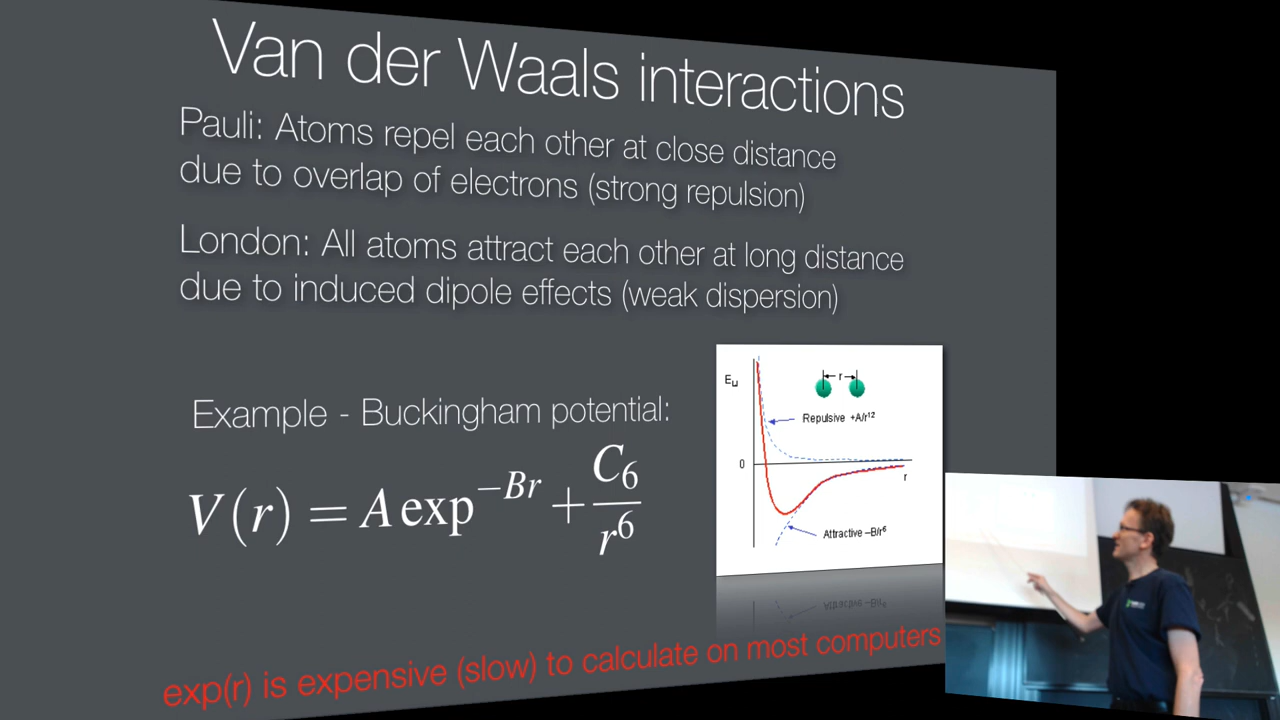 Van der Waals interactions
Pauli: Atoms repel each other at close distance
due to overlap of electrons (strong repulsion)
London: All atoms attract each other at long distance
due to induced dipole effects (weak dispersion)
Example - Buckingham potential:
V(r) = A exp^{-Br} + C_6/r^6
E
r
Repulsive +A/r^12
0
r
Attractive –B/r^6
exp(r) is expensive (slow) to calculate on most computers